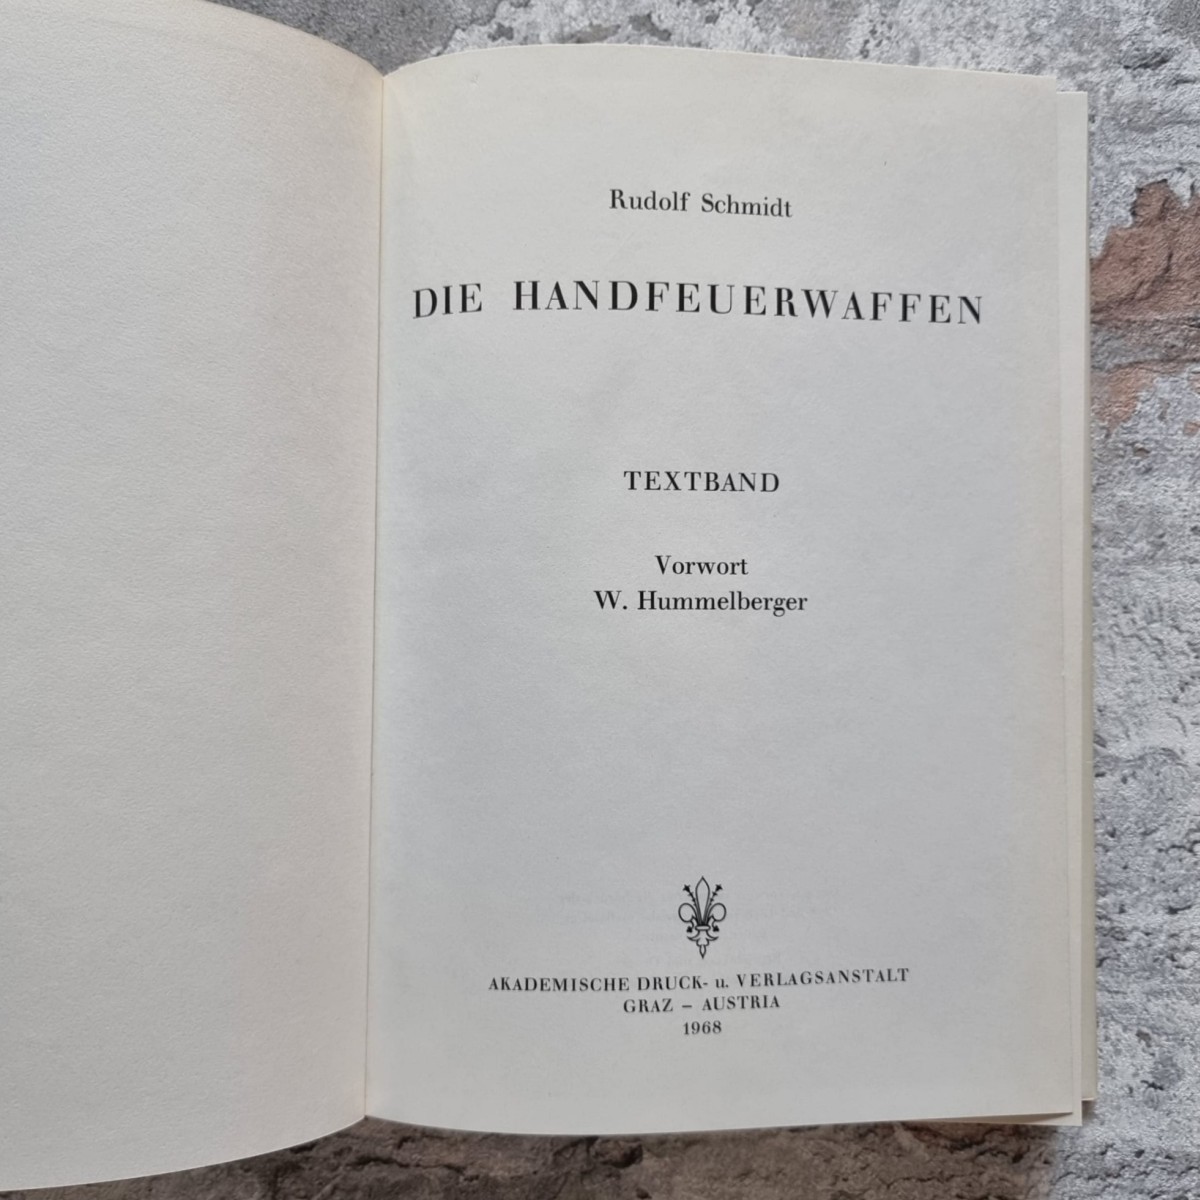 Rudolf Schmidt
DIE HANDFEUERWAFFEN
TEXTBAND
Vorwort
W. Hummelberger
AKADEMISCHE DRUCK- u. VERLAGSANSTALT
GRAZ – AUSTRIA
1968